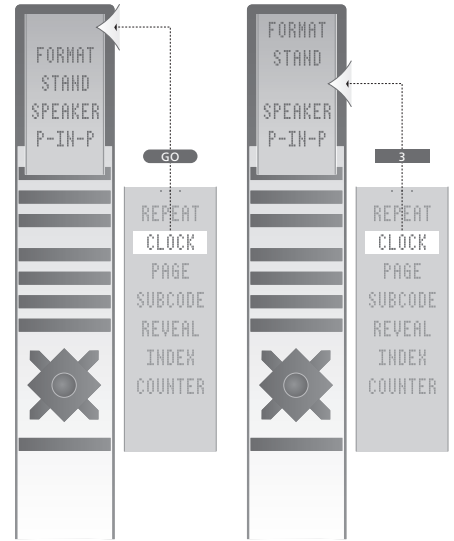 FORMAT
STAND
SPEAKER
P-IN-P
GO
REPEAT
CLOCK
PAGE
SUBCODE
REVEAL
INDEX
COUNTER
FORMAT
STAND
SPEAKER
P-IN-P
3
REPEAT
CLOCK
PAGE
SUBCODE
REVEAL
INDEX
COUNTER